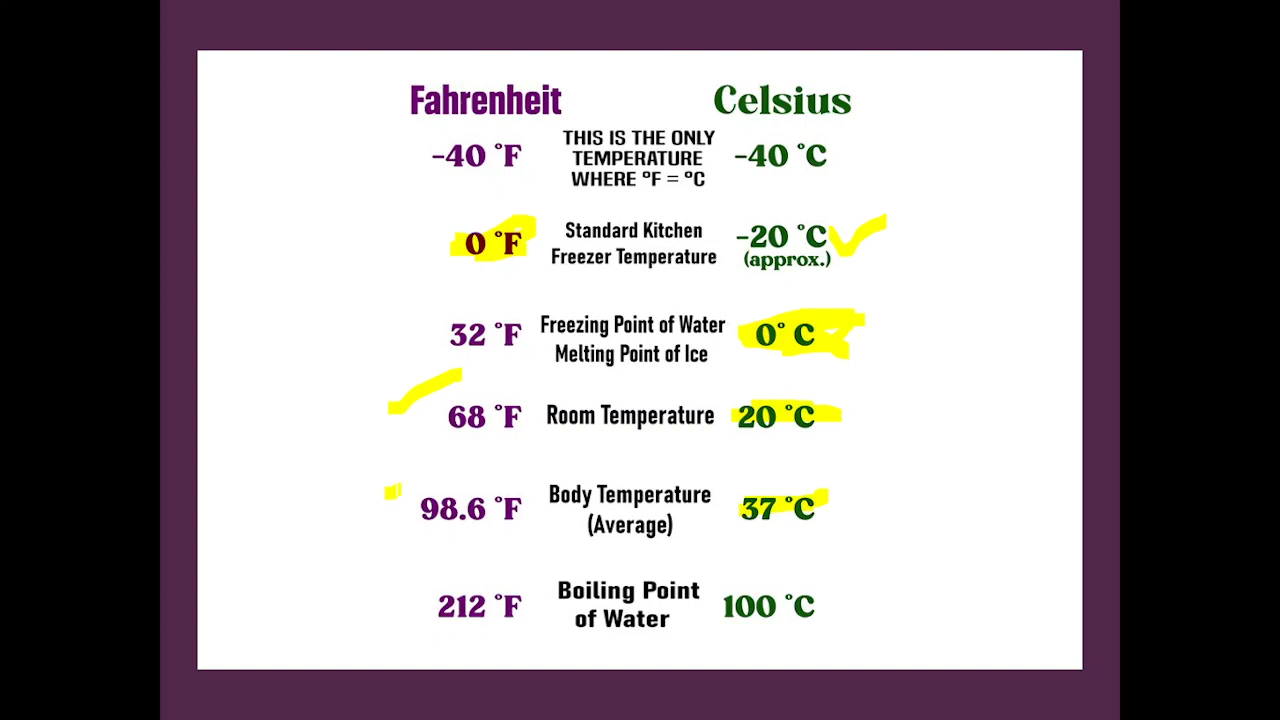 Fahrenheit Celsius
-40 °F THIS IS THE ONLY TEMPERATURE WHERE °F = °C -40 °C
0 °F Standard Kitchen Freezer Temperature -20 °C (approx.)
32 °F Freezing Point of Water Melting Point of Ice 0° C
68 °F Room Temperature 20 °C
98.6 °F Body Temperature (Average) 37 °C
212 °F Boiling Point of Water 100 °C